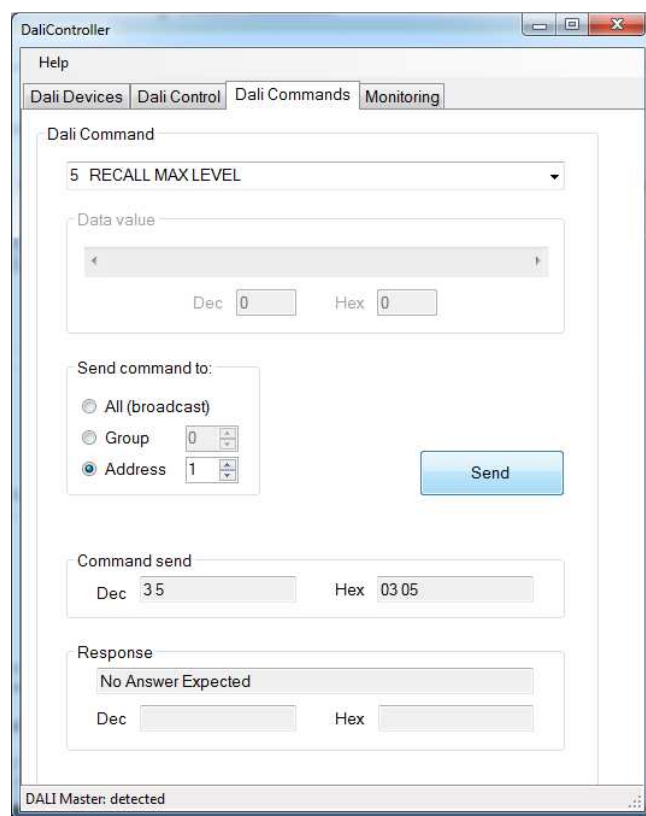 DaliController
Help
Dali Devices Dali Control Dali Commands Monitoring
Dali Command
5 RECALL MAX LEVEL
Data value
Dec 0 Hex 0
Send command to:
All (broadcast)
Group 0
Address 1
Send
Command send
Dec 3 5 Hex 03 05
Response
No Answer Expected
Dec Hex
DALI Master: detected